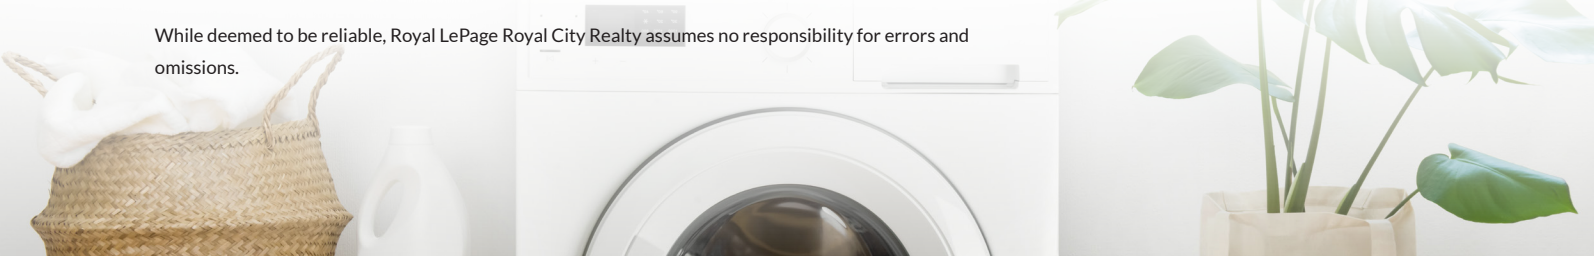 While deemed to be reliable, Royal LePage Royal City Realty assumes no responsibility for errors and
omissions.